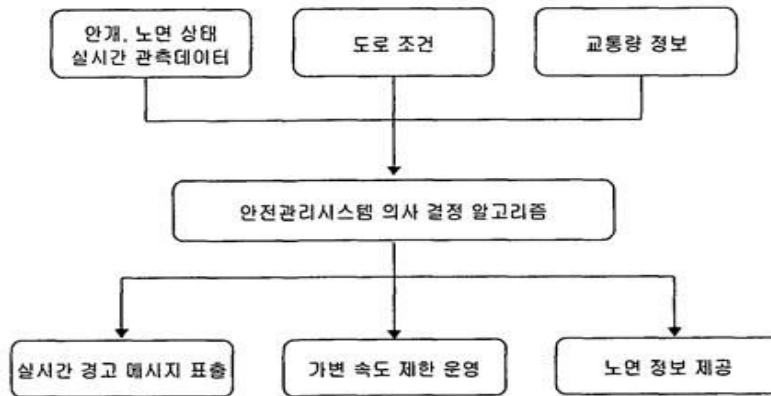 안개, 노면 상태
실시간 관측데이터
도로 조건
교통량 정보
안전관리시스템 의사 결정 알고리즘
실시간 경고 메시지 표출
가변 속도 제한 운영
노면 정보 제공